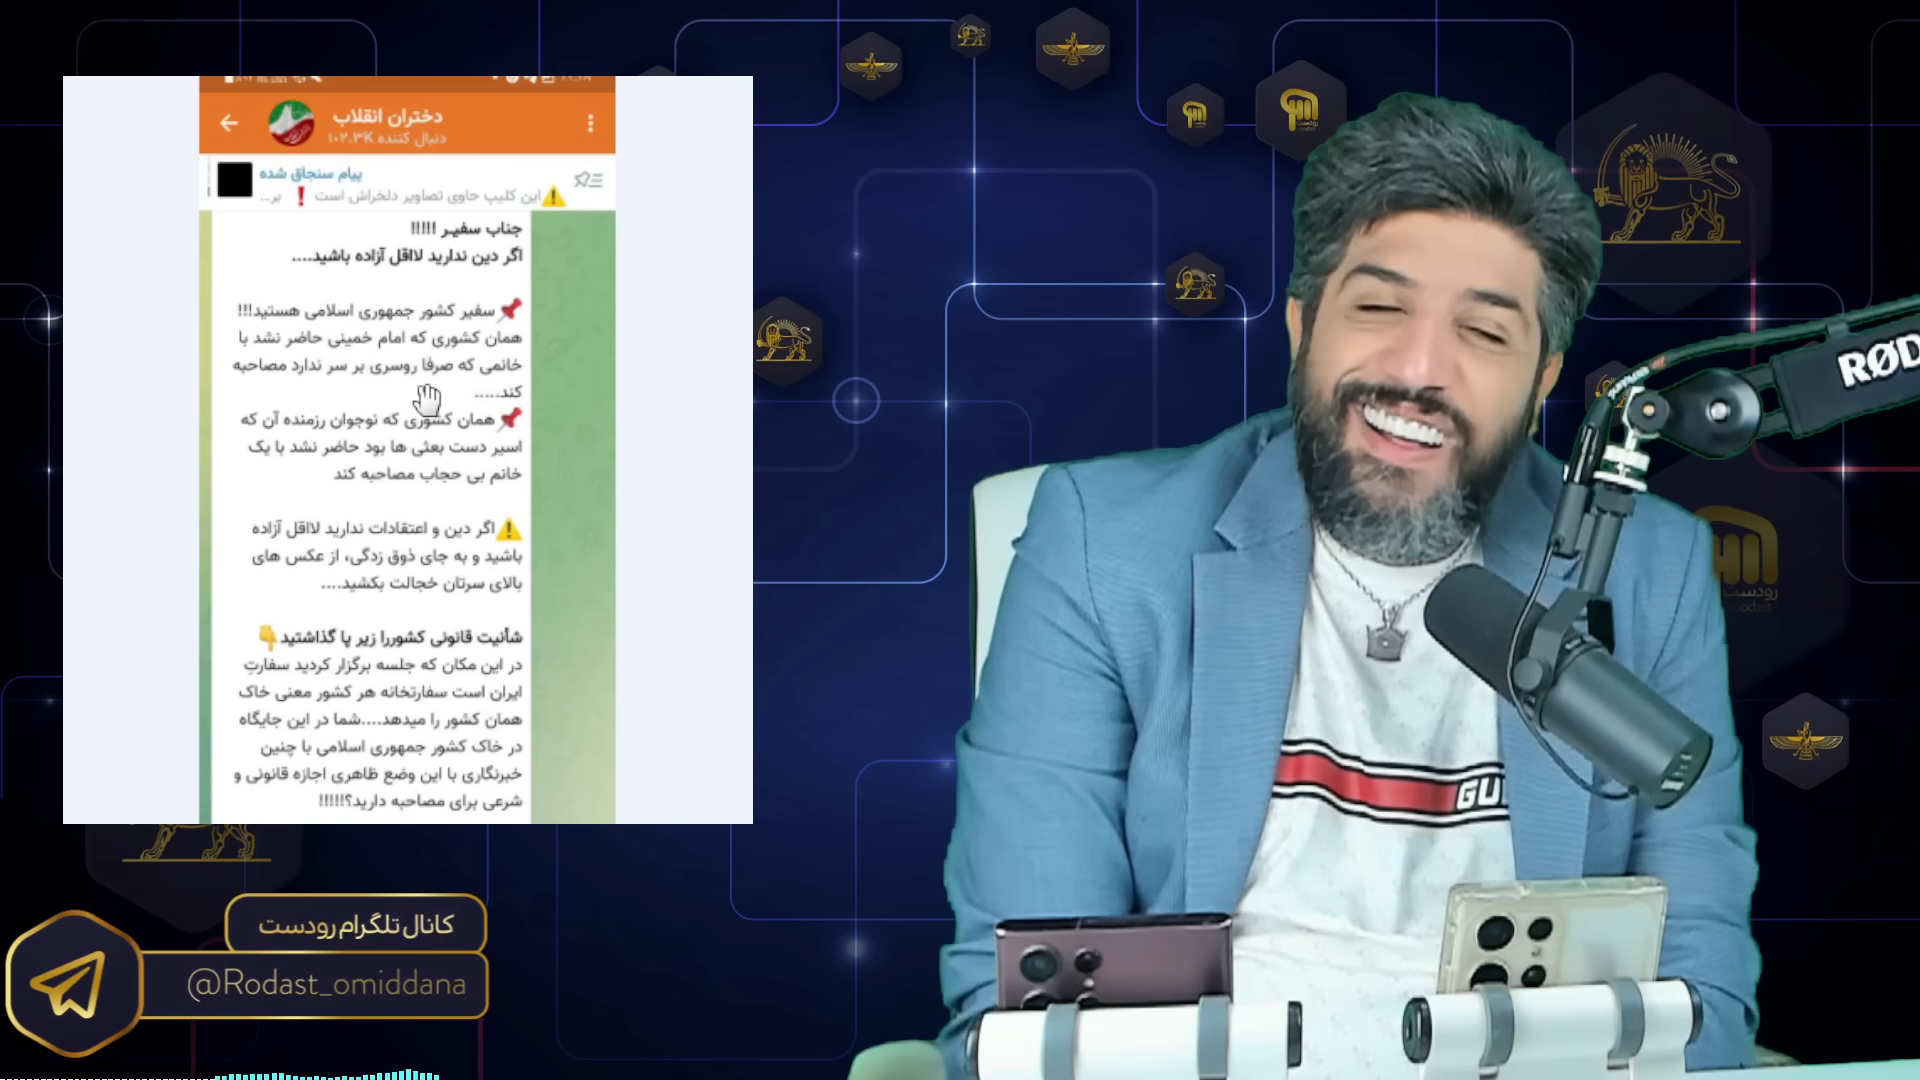 دختران انقلاب
۱۰۲.۳K دنبال کننده
پیام سنجاق شده
⚠️این کلیپ حاوی تصاویر دلخراش است ❗ بر...
جناب سفیـر !!!!!
اگر دین ندارید لااقل آزاده باشید....
📌سفیر کشور جمهوری اسلامی هستید!!!
همان کشوری که امام خمینی حاضر نشد با
خانمی که صرفا روسری بر سر ندارد مصاحبه
کند.....
📌همان کشوری که نوجوان رزمنده آن که
اسیر دست بعثی ها بود حاضر نشد با یک
خانم بی حجاب مصاحبه کند
⚠️اگر دین و اعتقادات ندارید لااقل آزاده
باشید و به جای ذوق زدگی، از عکس های
بالای سرتان خجالت بکشید....
شأنیت قانونی کشوررا زیر پا گذاشتید👇
در این مکان که جلسه برگزار کردید سفارتِ
ایران است سفارتخانه هر کشور معنی خاک
همان کشور را میدهد....شما در این جایگاه
در خاک کشور جمهوری اسلامی با چنین
خبرنگاری با این وضع ظاهری اجازه قانونی و
شرعی برای مصاحبه دارید؟!!!!!
RØD
رودست
rodast
GU
کانال تلگرام رودست
@Rodast_omiddana